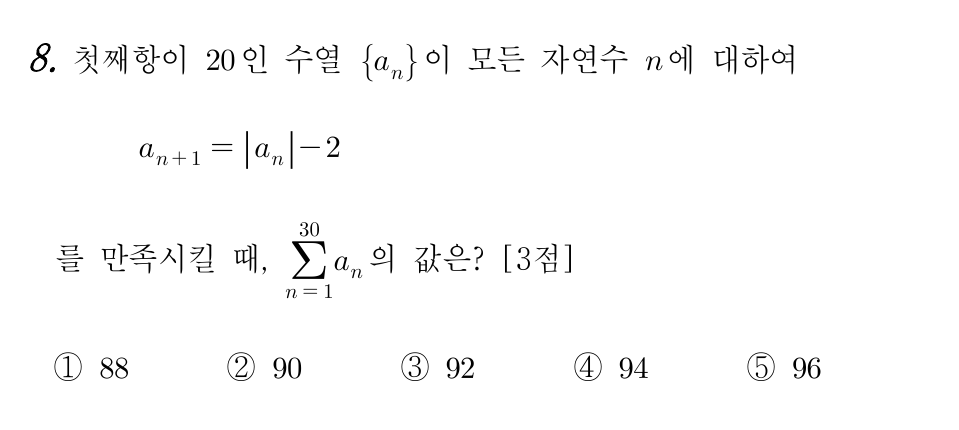 8. 첫째항이 20인 수열 {aₙ}이 모든 자연수 n에 대하여
aₙ₊₁ = |aₙ| − 2
를 만족시킬 때, ∑ₙ₌₁³⁰ aₙ의 값은? [3점]
① 88 ② 90 ③ 92 ④ 94 ⑤ 96